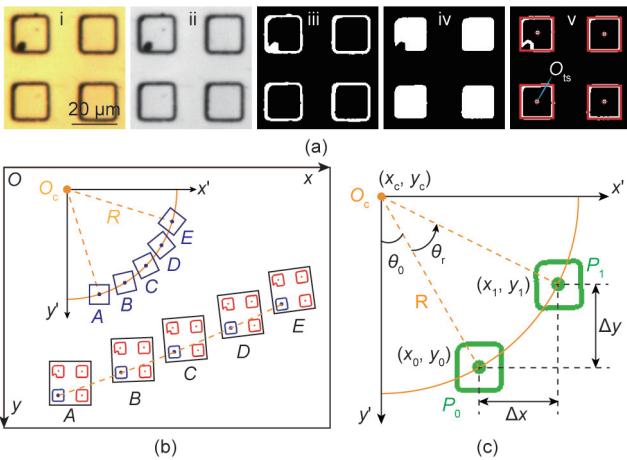 i
ii
iii
iv
v
20 μm
O_ts
(a)
O
x
O_c
x'
R
E
D
C
B
A
y'
E
D
C
B
A
y
(b)
(x_c, y_c)
O_c
x'
θ_0
θ_r
P_1
(x_1, y_1)
R
Δy
(x_0, y_0)
P_0
Δx
y'
(c)